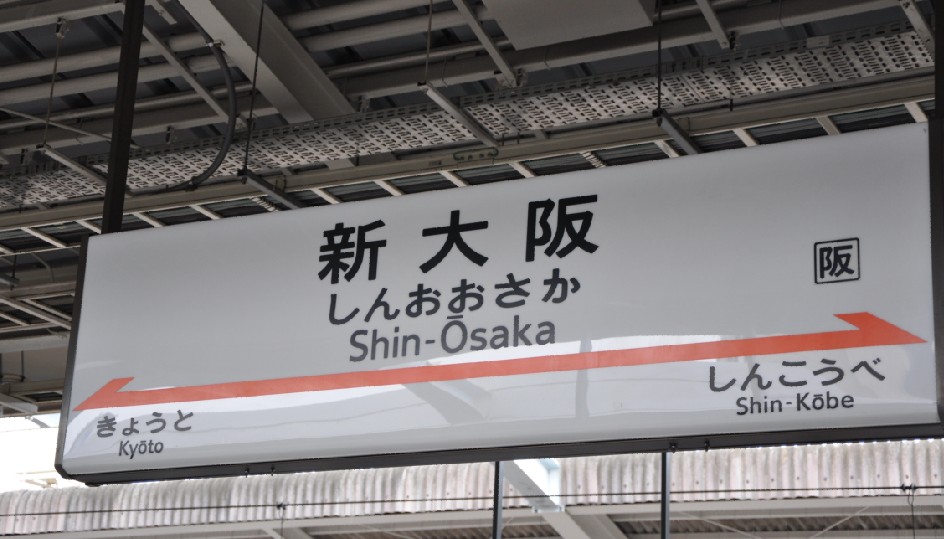 新大阪
しんおおさか
Shin-Ōsaka
阪
きょうと
Kyōto
しんこうべ
Shin-Kōbe